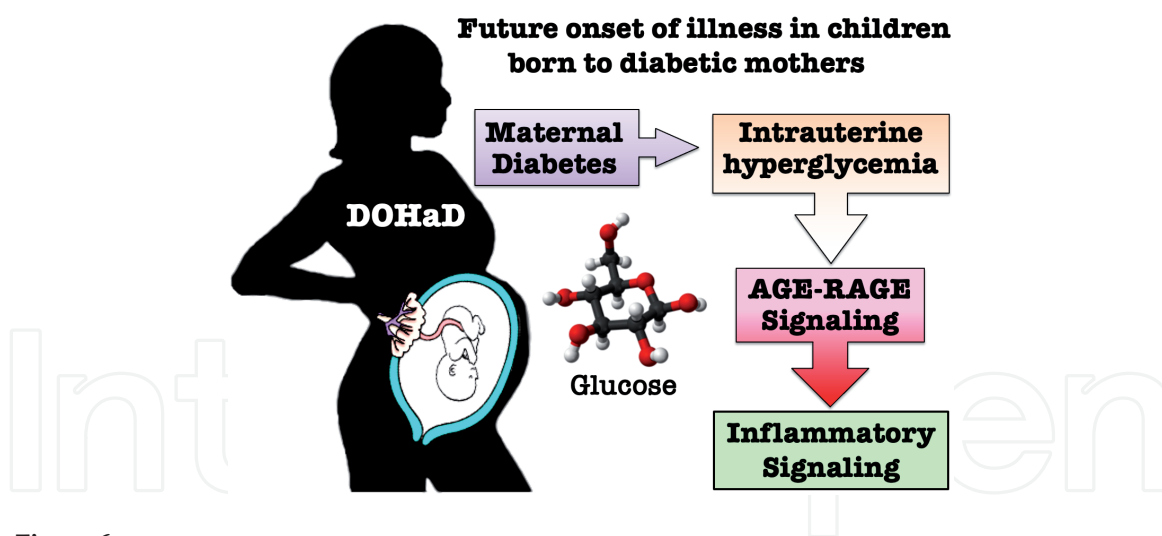 Future onset of illness in children
born to diabetic mothers
Maternal
Diabetes
Intrauterine
hyperglycemia
DOHaD
AGE-RAGE
Signaling
Glucose
Inflammatory
Signaling